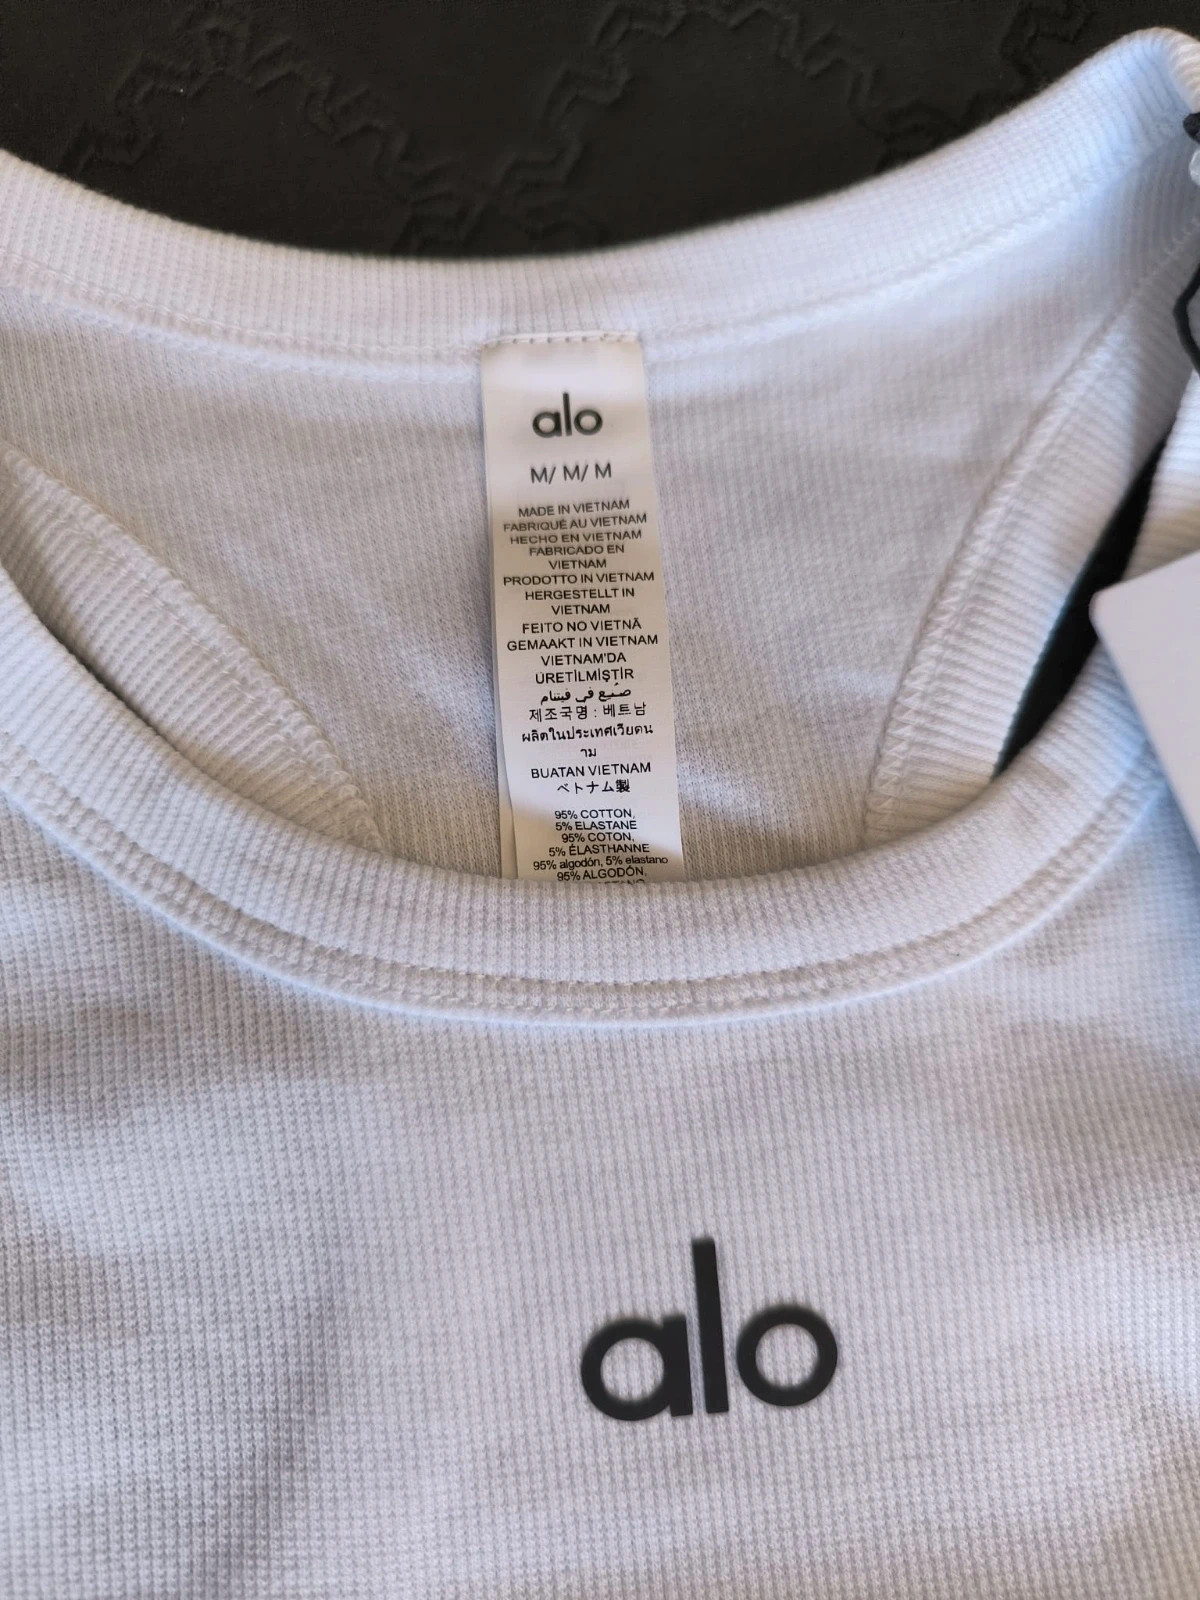 alo
M/ M/ M
MADE IN VIETNAM
FABRIQUÉ AU VIETNAM
HECHO EN VIETNAM
FABRICADO EN
VIETNAM
PRODOTTO IN VIETNAM
HERGESTELLT IN
VIETNAM
FEITO NO VIETNÃ
GEMAAKT IN VIETNAM
VIETNAM'DA
ÜRETİLMİŞTİR
صُنِع في فيتنام
제조국명 : 베트남
ผลิตในประเทศเวียดน
าม
BUATAN VIETNAM
ベトナム製
95% COTTON,
5% ELASTANE
95% COTON,
5% ÉLASTHANNE
95% algodón, 5% elastano
95% ALGODÓN,
alo